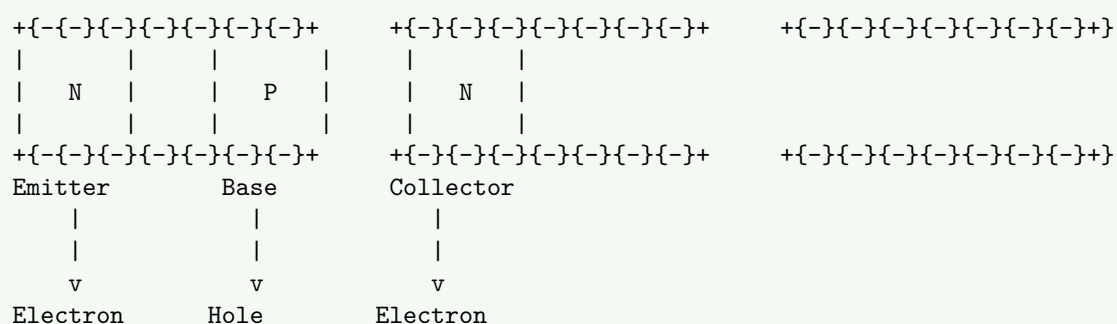 +{-{-}{-}{-}{-}{-}{-}+     +{-}{-}{-}{-}{-}{-}{-}+     +{-}{-}{-}{-}{-}{-}{-}+}
|       |     |       |     |       |
|   N   |     |   P   |     |   N   |
|       |     |       |     |       |
+{-{-}{-}{-}{-}{-}{-}+     +{-}{-}{-}{-}{-}{-}{-}+     +{-}{-}{-}{-}{-}{-}{-}+}
Emitter        Base        Collector
    |            |            |
    |            |            |
    v            v            v
Electron      Hole        Electron